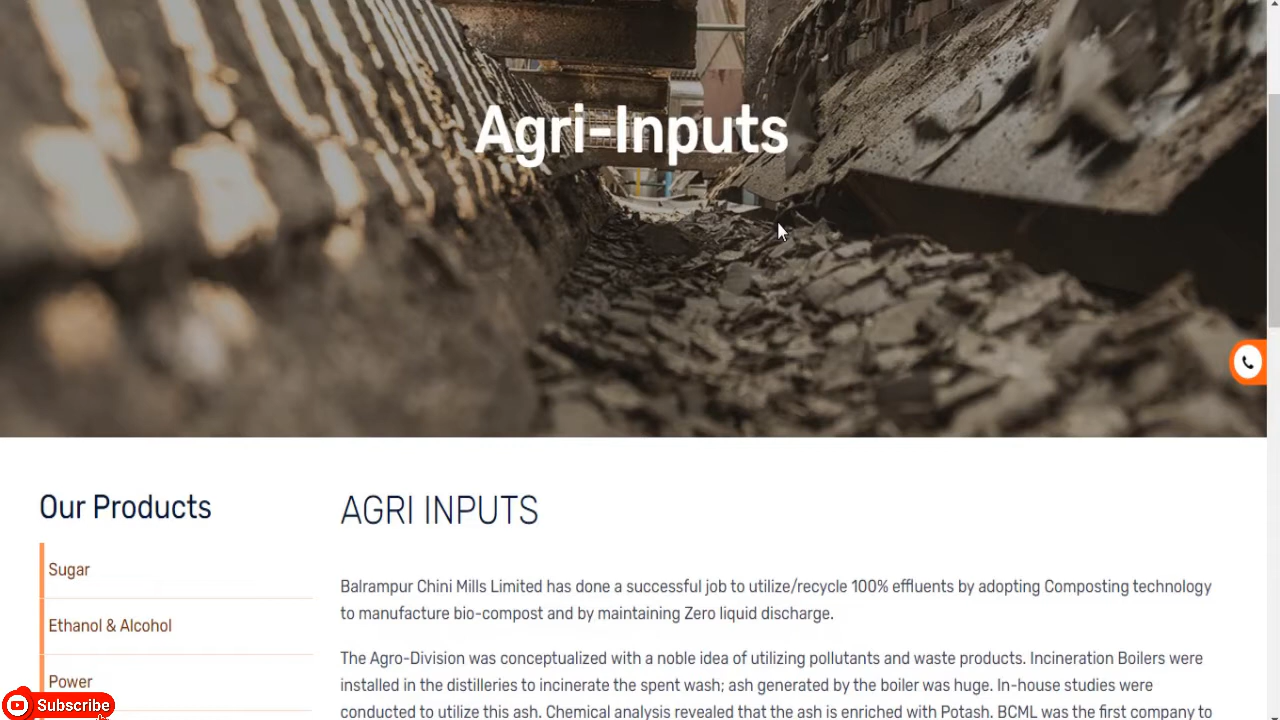 Agri-Inputs
Our Products
Sugar
Ethanol & Alcohol
Power
AGRI INPUTS
Balrampur Chini Mills Limited has done a successful job to utilize/recycle 100% effluents by adopting Composting technology
to manufacture bio-compost and by maintaining Zero liquid discharge.
The Agro-Division was conceptualized with a noble idea of utilizing pollutants and waste products. Incineration Boilers were
installed in the distilleries to incinerate the spent wash; ash generated by the boiler was huge. In-house studies were
conducted to utilize this ash. Chemical analysis revealed that the ash is enriched with Potash. BCML was the first company to
Subscribe